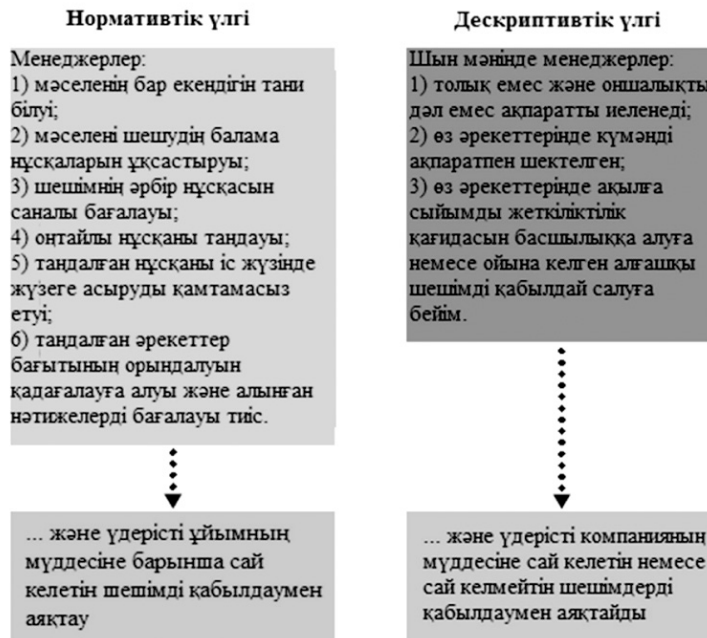 Нормативтік үлгі
Менеджерлер:
1) мәселенің бар екендігін тани
білуі;
2) мәселені шешудің балама
нұсқаларын ұқсастыруы;
3) шешімнің әрбір нұсқасын
саналы бағалауы;
4) оңтайлы нұсқаны таңдауы;
5) таңдалған нұсқаны іс жүзінде
жүзеге асыруды қамтамасыз
етуі;
6) таңдалған әрекеттер
бағытының орындалуын
қадағалауға алуы және алынған
нәтижелерді бағалауы тиіс.
... және үдерісті ұйымның
мүддесіне барынша сай
келетін шешімді қабылдаумен
аяқтау
Дескриптивтік үлгі
Шын мәнінде менеджерлер:
1) толық емес және оншалықты
дәл емес ақпаратты иеленеді;
2) өз әрекеттерінде күмәнді
ақпаратпен шектелген;
3) өз әрекеттерінде ақылға
сыйымды жеткіліктілік
қағидасын басшылыққа алуға
немесе ойына келген алғашқы
шешімді қабылдай салуға
бейім.
... және үдерісті компанияның
мүддесіне сай келетін немесе
сай келмейтін шешімдерді
қабылдаумен аяқтайды